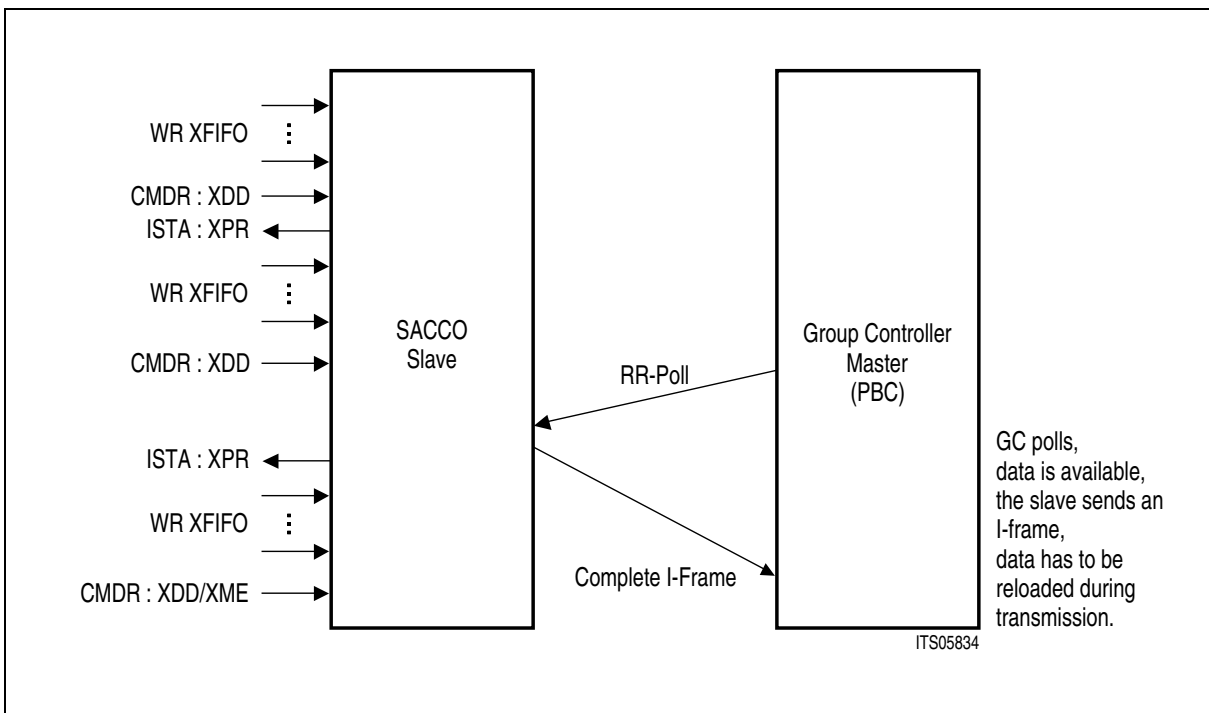 WR XFIFO
CMDR : XDD
ISTA : XPR
WR XFIFO
CMDR : XDD
ISTA : XPR
WR XFIFO
CMDR : XDD/XME
SACCO
Slave
RR-Poll
Complete I-Frame
Group Controller
Master
(PBC)
GC polls,
data is available,
the slave sends an
I-frame,
data has to be
reloaded during
transmission.
ITS05834